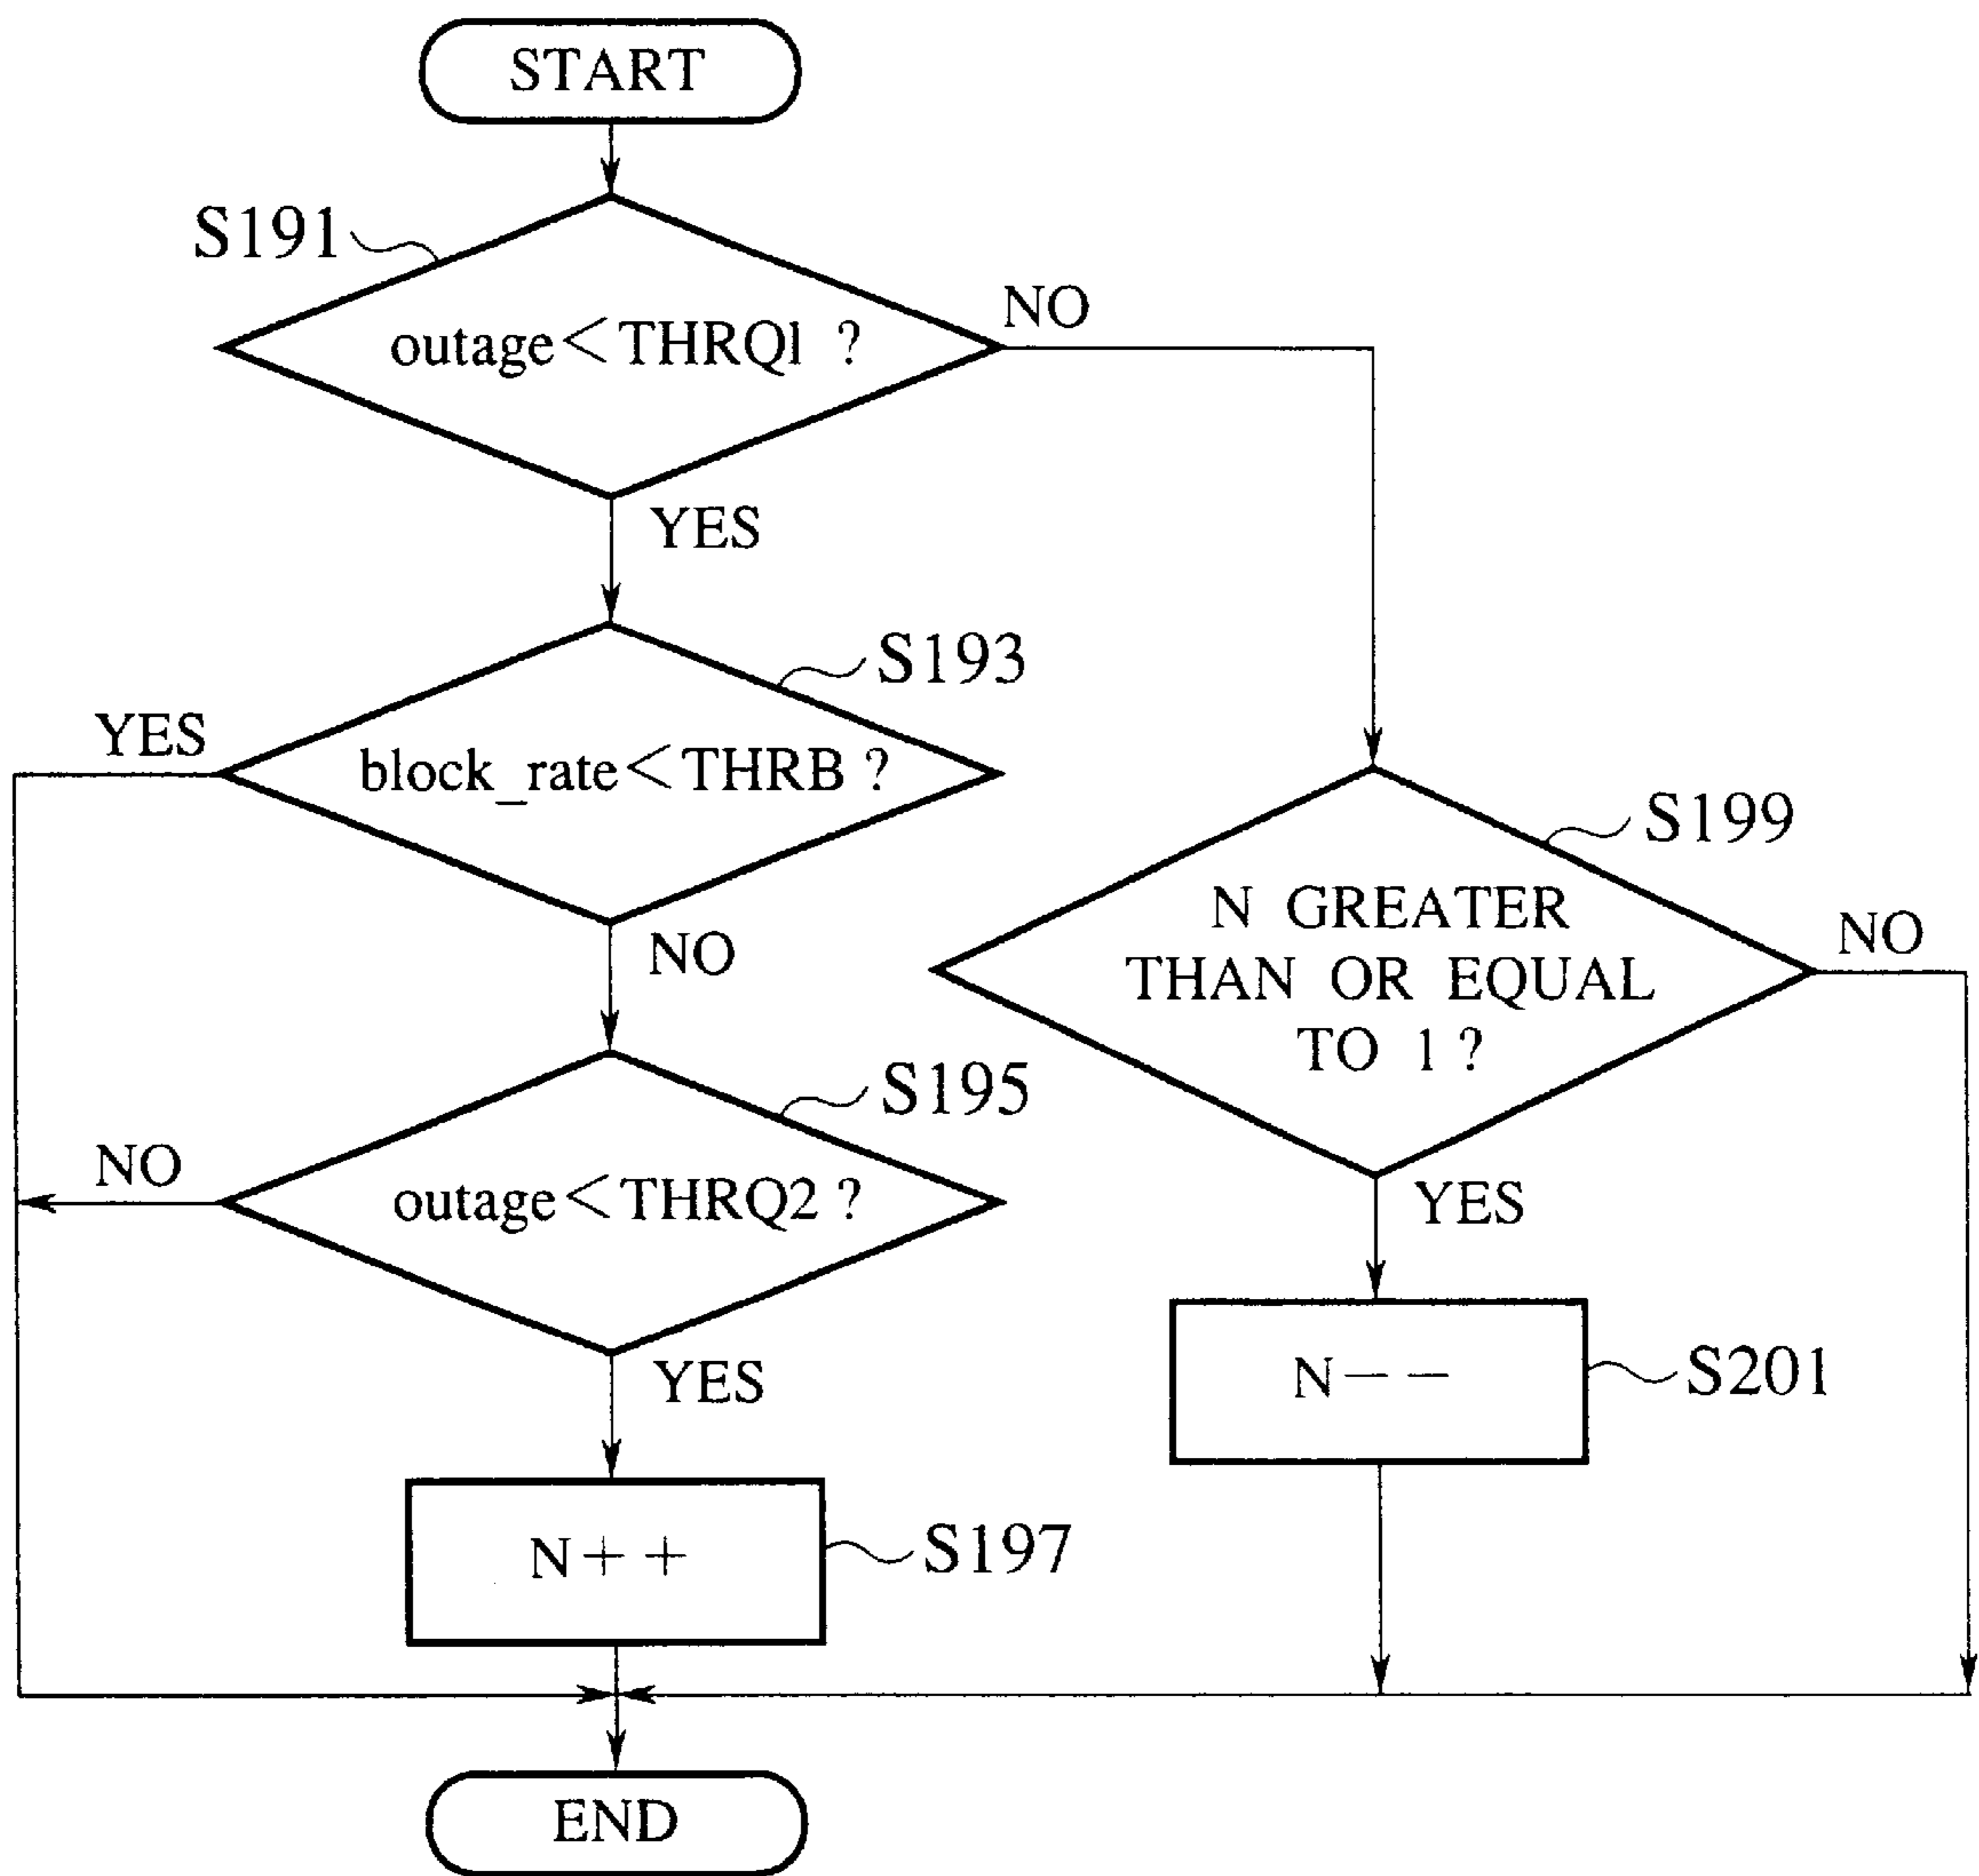 START
S191
outage<THRQ1 ?
NO
YES
S193
YES
block_rate<THRB ?
NO
S199
N GREATER
THAN OR EQUAL
TO 1 ?
NO
YES
S195
NO
outage<THRQ2 ?
YES
N--
S201
N++
S197
END